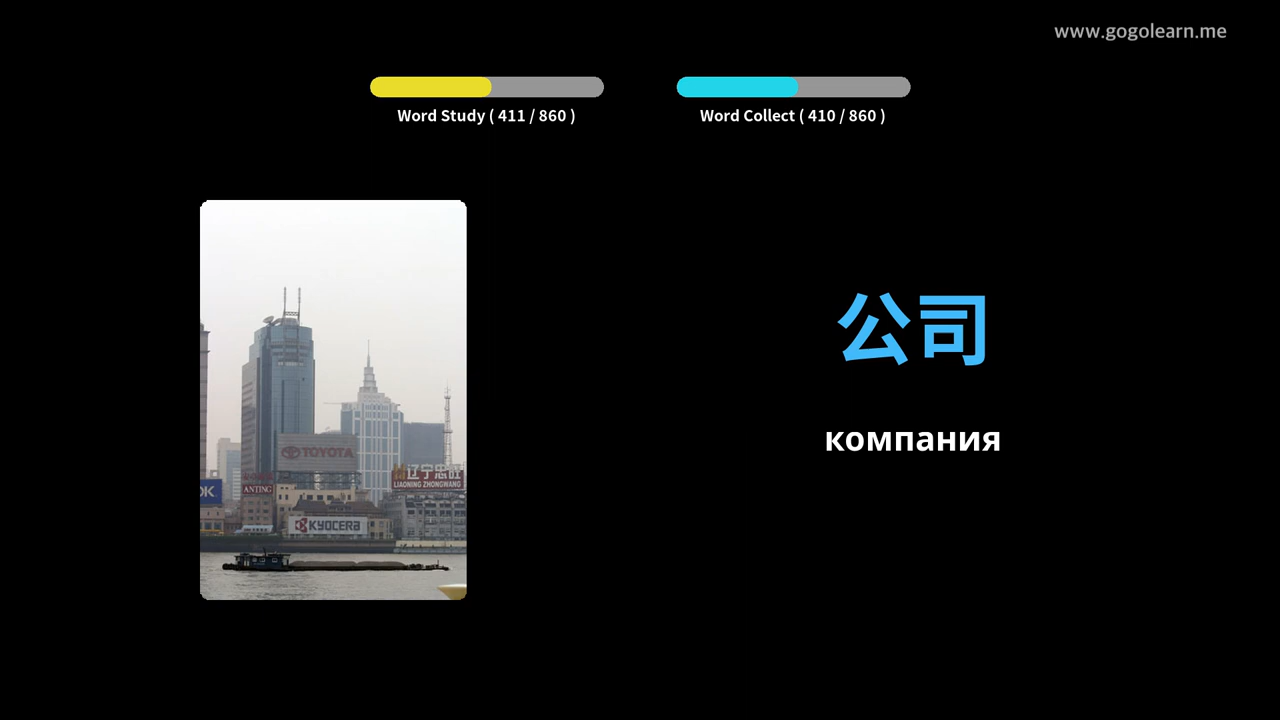 www.gogolearn.me
Word Study ( 411 / 860 )
Word Collect ( 410 / 860 )
公司
компания
TOYOTA
辽宁忠旺
LIAONING ZHONGWANG
ANTING
KYOCERA